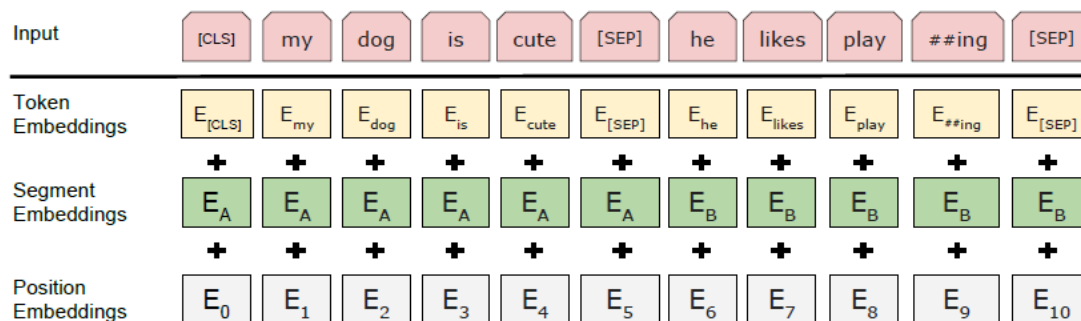 Input [CLS] my dog is cute [SEP] he likes play ##ing [SEP]
Token Embeddings E[CLS] Emy Edog Eis Ecute E[SEP] Ehe Elikes Eplay E##ing E[SEP]
+ + + + + + + + + + +
Segment Embeddings EA EA EA EA EA EA EB EB EB EB EB
+ + + + + + + + + + +
Position Embeddings E0 E1 E2 E3 E4 E5 E6 E7 E8 E9 E10